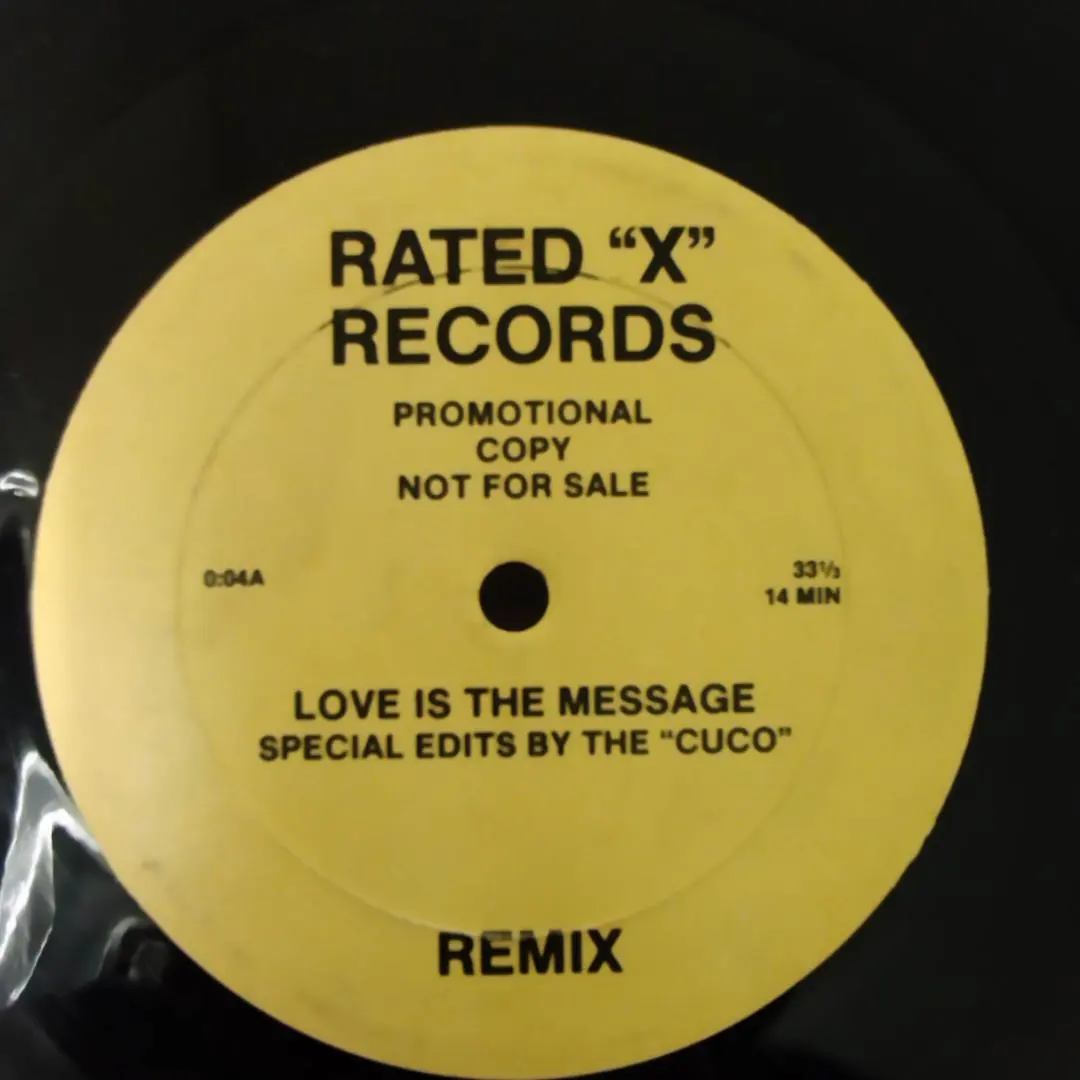 RATED “X”
RECORDS
PROMOTIONAL
COPY
NOT FOR SALE
0:04A
33⅓
14 MIN
LOVE IS THE MESSAGE
SPECIAL EDITS BY THE “CUCO”
REMIX